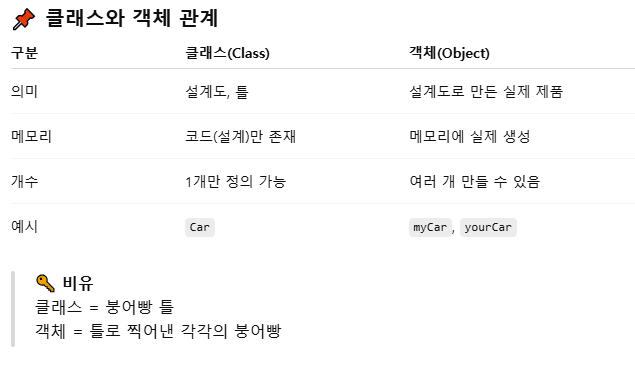 📌 클래스와 객체 관계
구분 클래스(Class) 객체(Object)
의미 설계도, 틀 설계도로 만든 실제 제품
메모리 코드(설계)만 존재 메모리에 실제 생성
개수 1개만 정의 가능 여러 개 만들 수 있음
예시 Car myCar, yourCar
🔑 비유
클래스 = 붕어빵 틀
객체 = 틀로 찍어낸 각각의 붕어빵